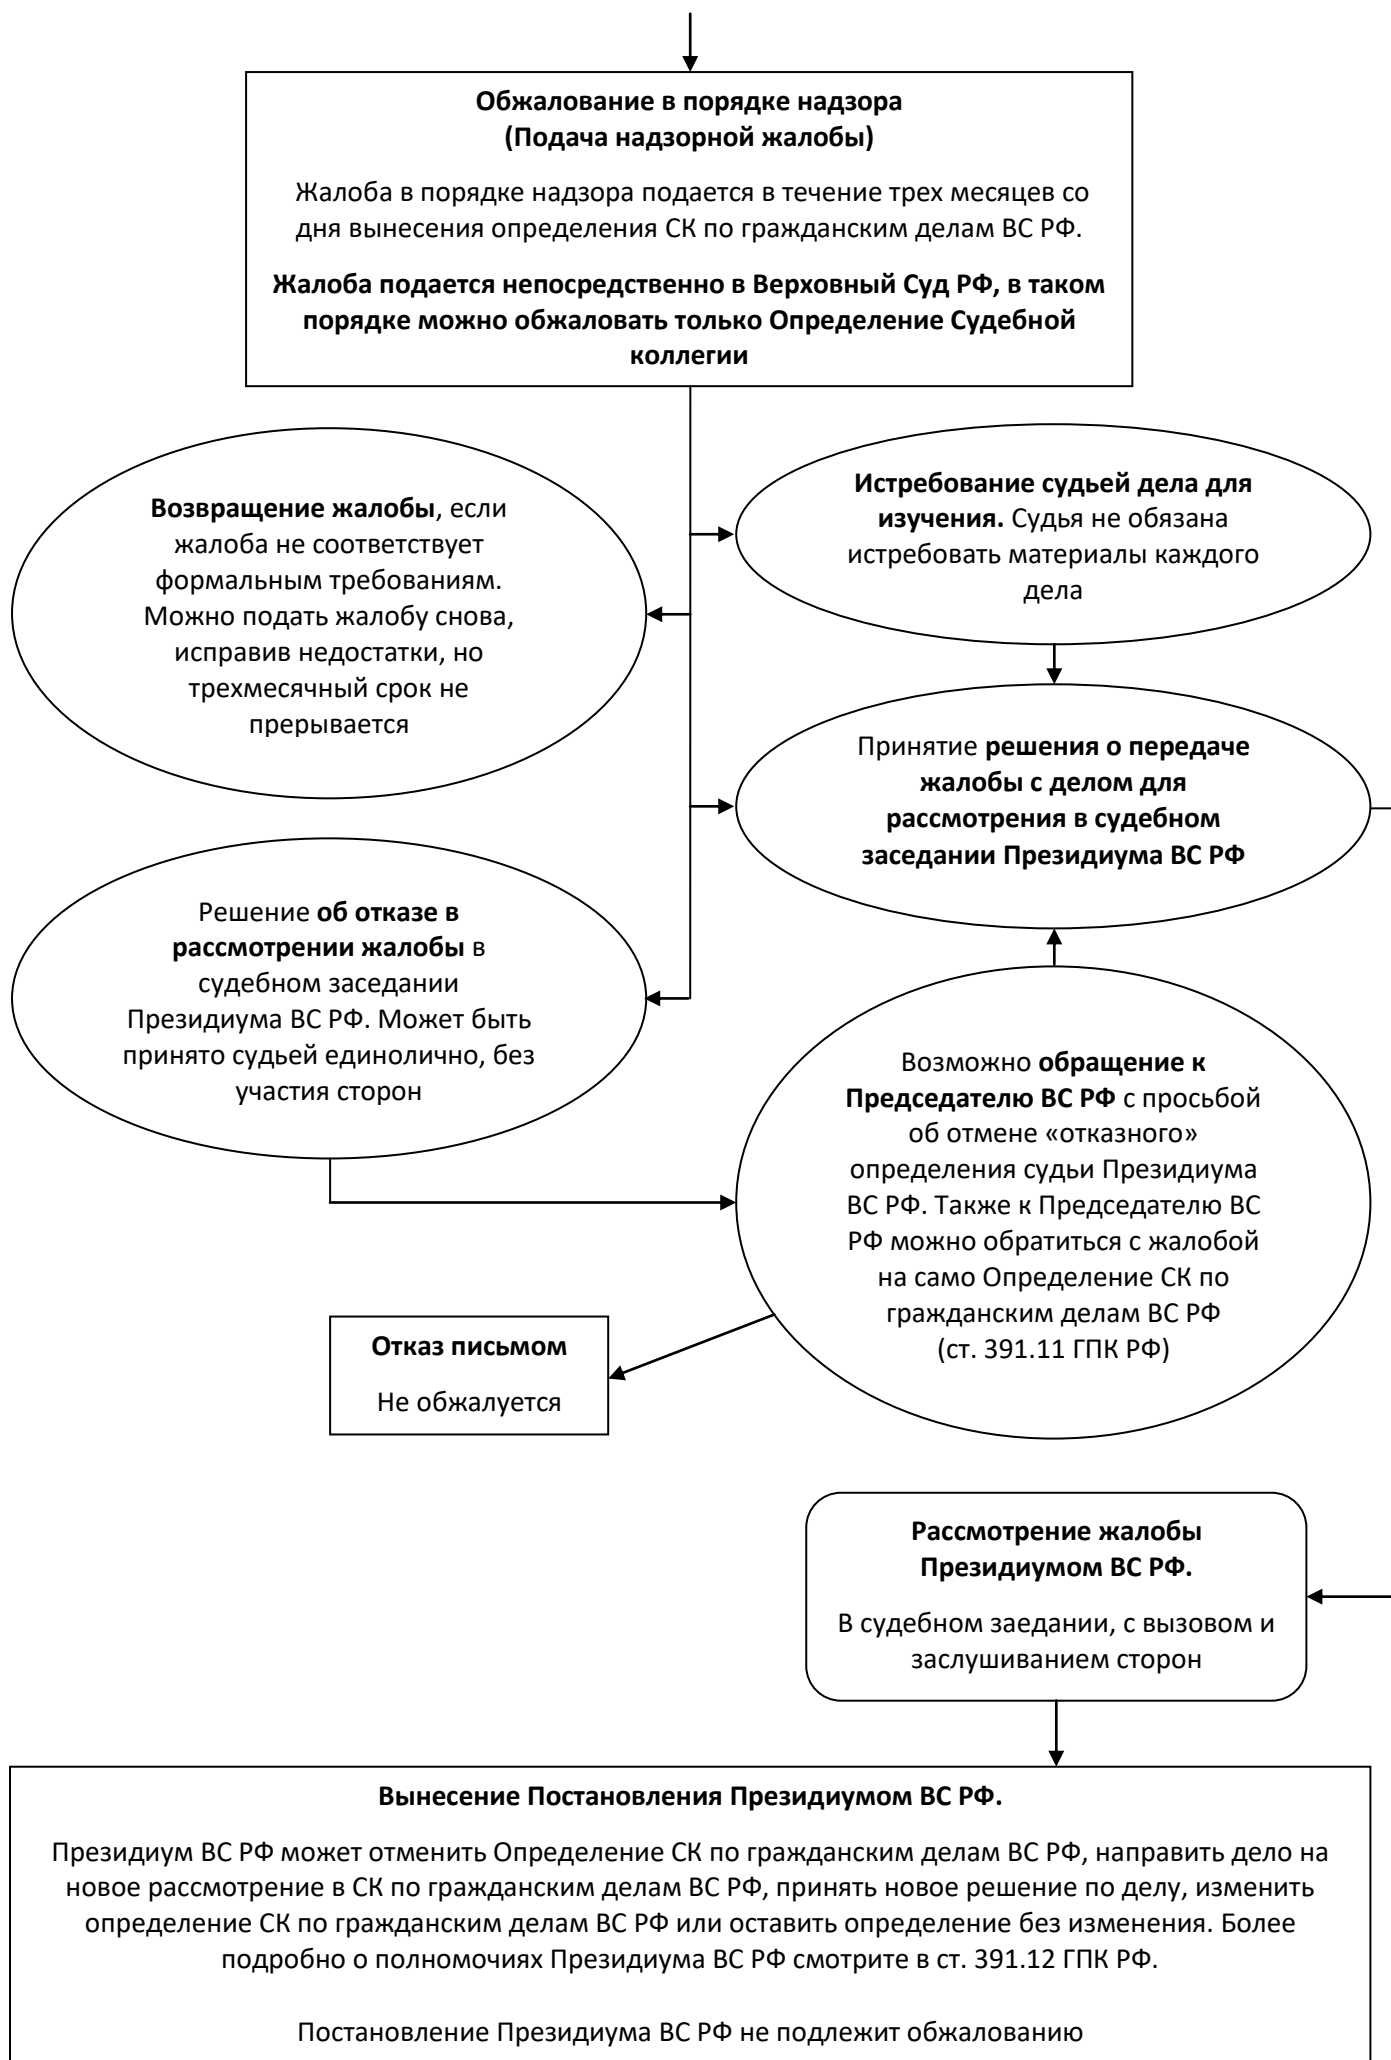 Обжалование в порядке надзора
(Подача надзорной жалобы)
Жалоба в порядке надзора подается в течение трех месяцев со
дня вынесения определения СК по гражданским делам ВС РФ.
Жалоба подается непосредственно в Верховный Суд РФ, в таком
порядке можно обжаловать только Определение Судебной
коллегии
Возвращение жалобы, если
жалоба не соответствует
формальным требованиям.
Можно подать жалобу снова,
исправив недостатки, но
трехмесячный срок не
прерывается
Истребование судьей дела для
изучения. Судья не обязана
истребовать материалы каждого
дела
Принятие решения о передаче
жалобы с делом для
рассмотрения в судебном
заседании Президиума ВС РФ
Решение об отказе в
рассмотрении жалобы в
судебном заседании
Президиума ВС РФ. Может быть
принято судьей единолично, без
участия сторон
Возможно обращение к
Председателю ВС РФ с просьбой
об отмене «отказного»
определения судьи Президиума
ВС РФ. Также к Председателю ВС
РФ можно обратиться с жалобой
на само Определение СК по
гражданским делам ВС РФ
(ст. 391.11 ГПК РФ)
Отказ письмом
Не обжалуется
Рассмотрение жалобы
Президиумом ВС РФ.
В судебном заедании, с вызовом и
заслушиванием сторон
Вынесение Постановления Президиумом ВС РФ.
Президиум ВС РФ может отменить Определение СК по гражданским делам ВС РФ, направить дело на
новое рассмотрение в СК по гражданским делам ВС РФ, принять новое решение по делу, изменить
определение СК по гражданским делам ВС РФ или оставить определение без изменения. Более
подробно о полномочиях Президиума ВС РФ смотрите в ст. 391.12 ГПК РФ.
Постановление Президиума ВС РФ не подлежит обжалованию